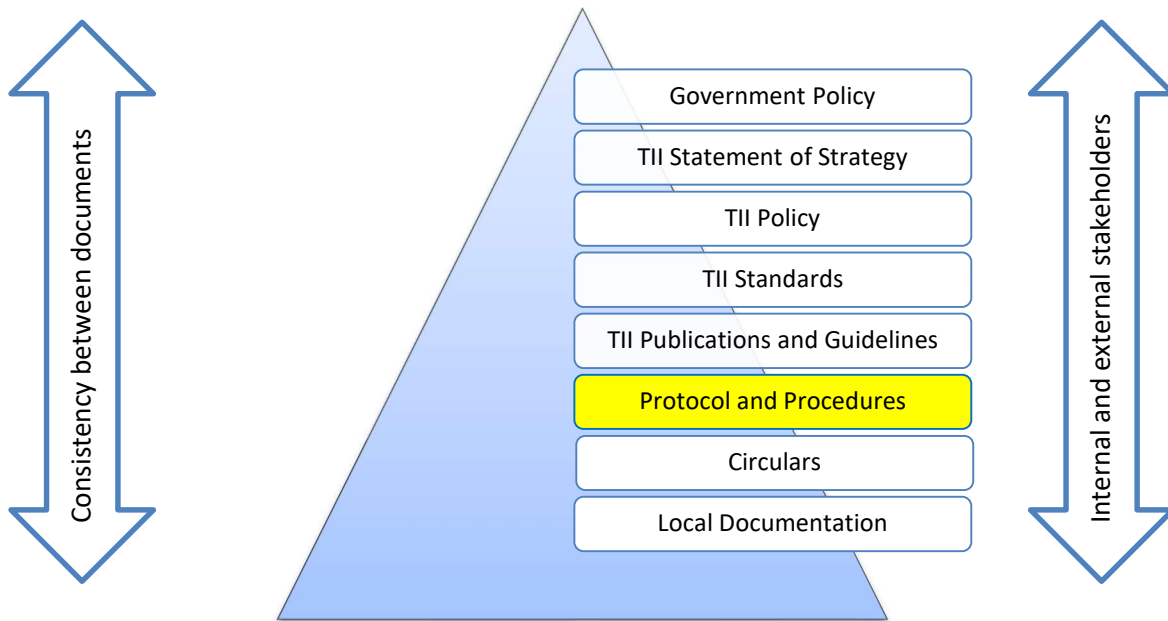 Consistency between documents
Government Policy
TII Statement of Strategy
TII Policy
TII Standards
TII Publications and Guidelines
Protocol and Procedures
Circulars
Local Documentation
Internal and external stakeholders